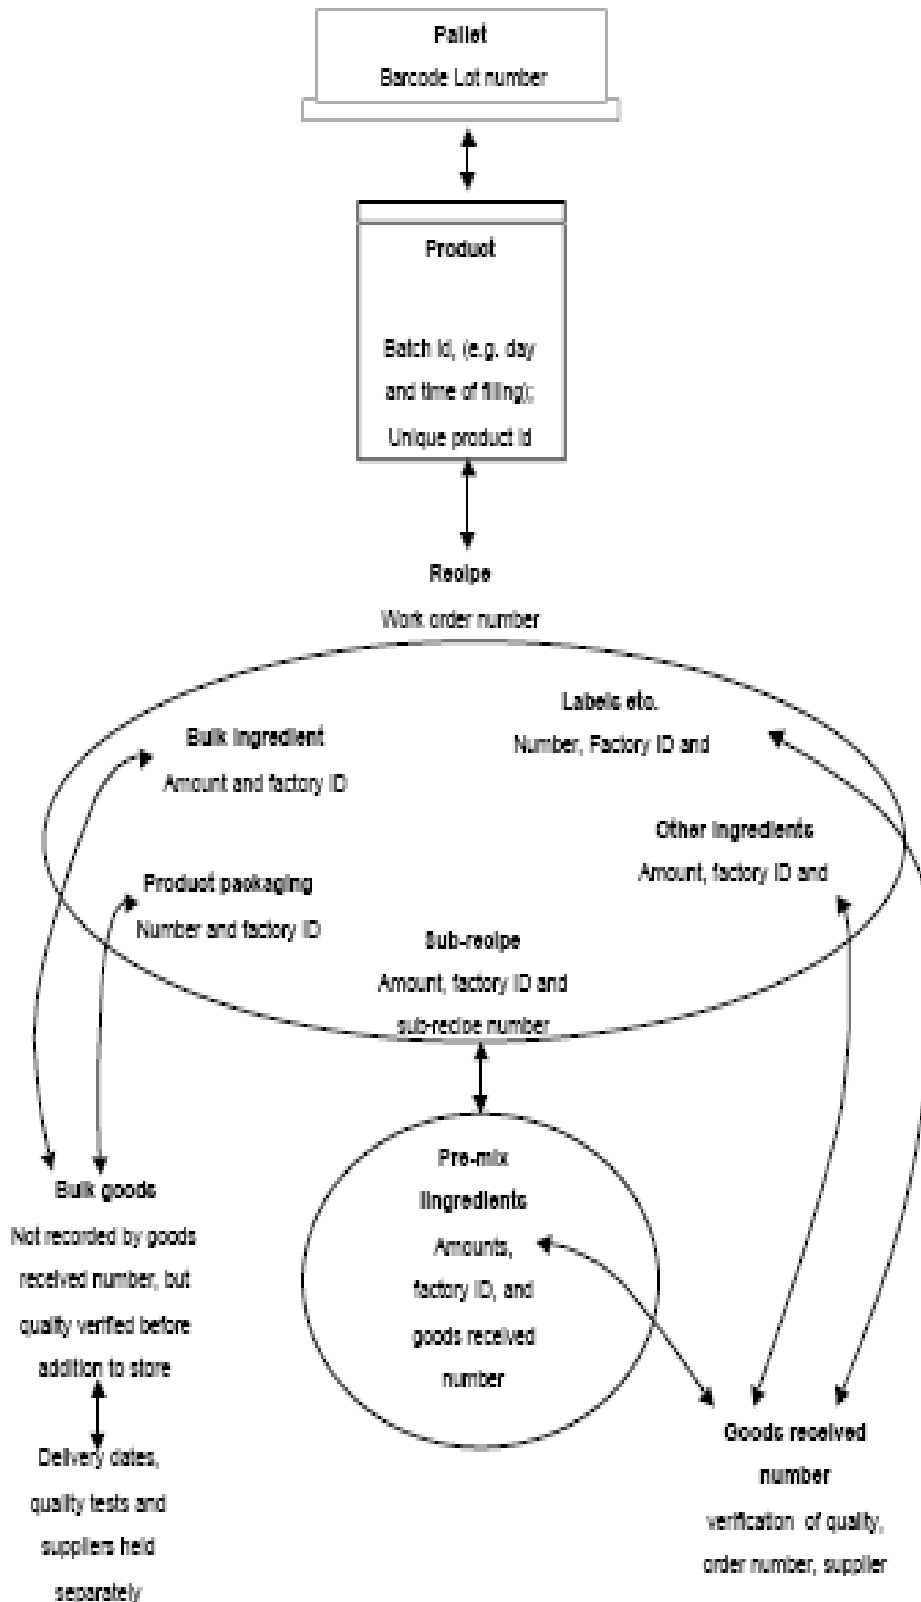 Pallet
Barcode Lot number
Product
Batch id, (e.g. day
and time of filling);
Unique product id
Recipe
Work order number
Labels etc.
Number, Factory ID and
Bulk ingredient
Amount and factory ID
Other ingredients
Amount, factory ID and
Product packaging
Number and factory ID
Sub-recipe
Amount, factory ID and
sub-recipe number
Pre-mix
Iingredients
Amounts,
factory ID, and
goods received
number
Bulk goods
Not recorded by goods
received number, but
quality verified before
addition to store
Delivery dates,
quality tests and
suppliers held
separately
Goods received
number
verification of quality,
order number, supplier